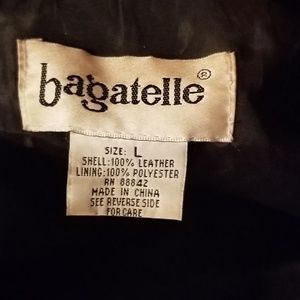 bagatelle®
SIZE: L
SHELL:100% LEATHER
LINING:100% POLYESTER
RN 88842
MADE IN CHINA
SEE REVERSE SIDE
FOR CARE